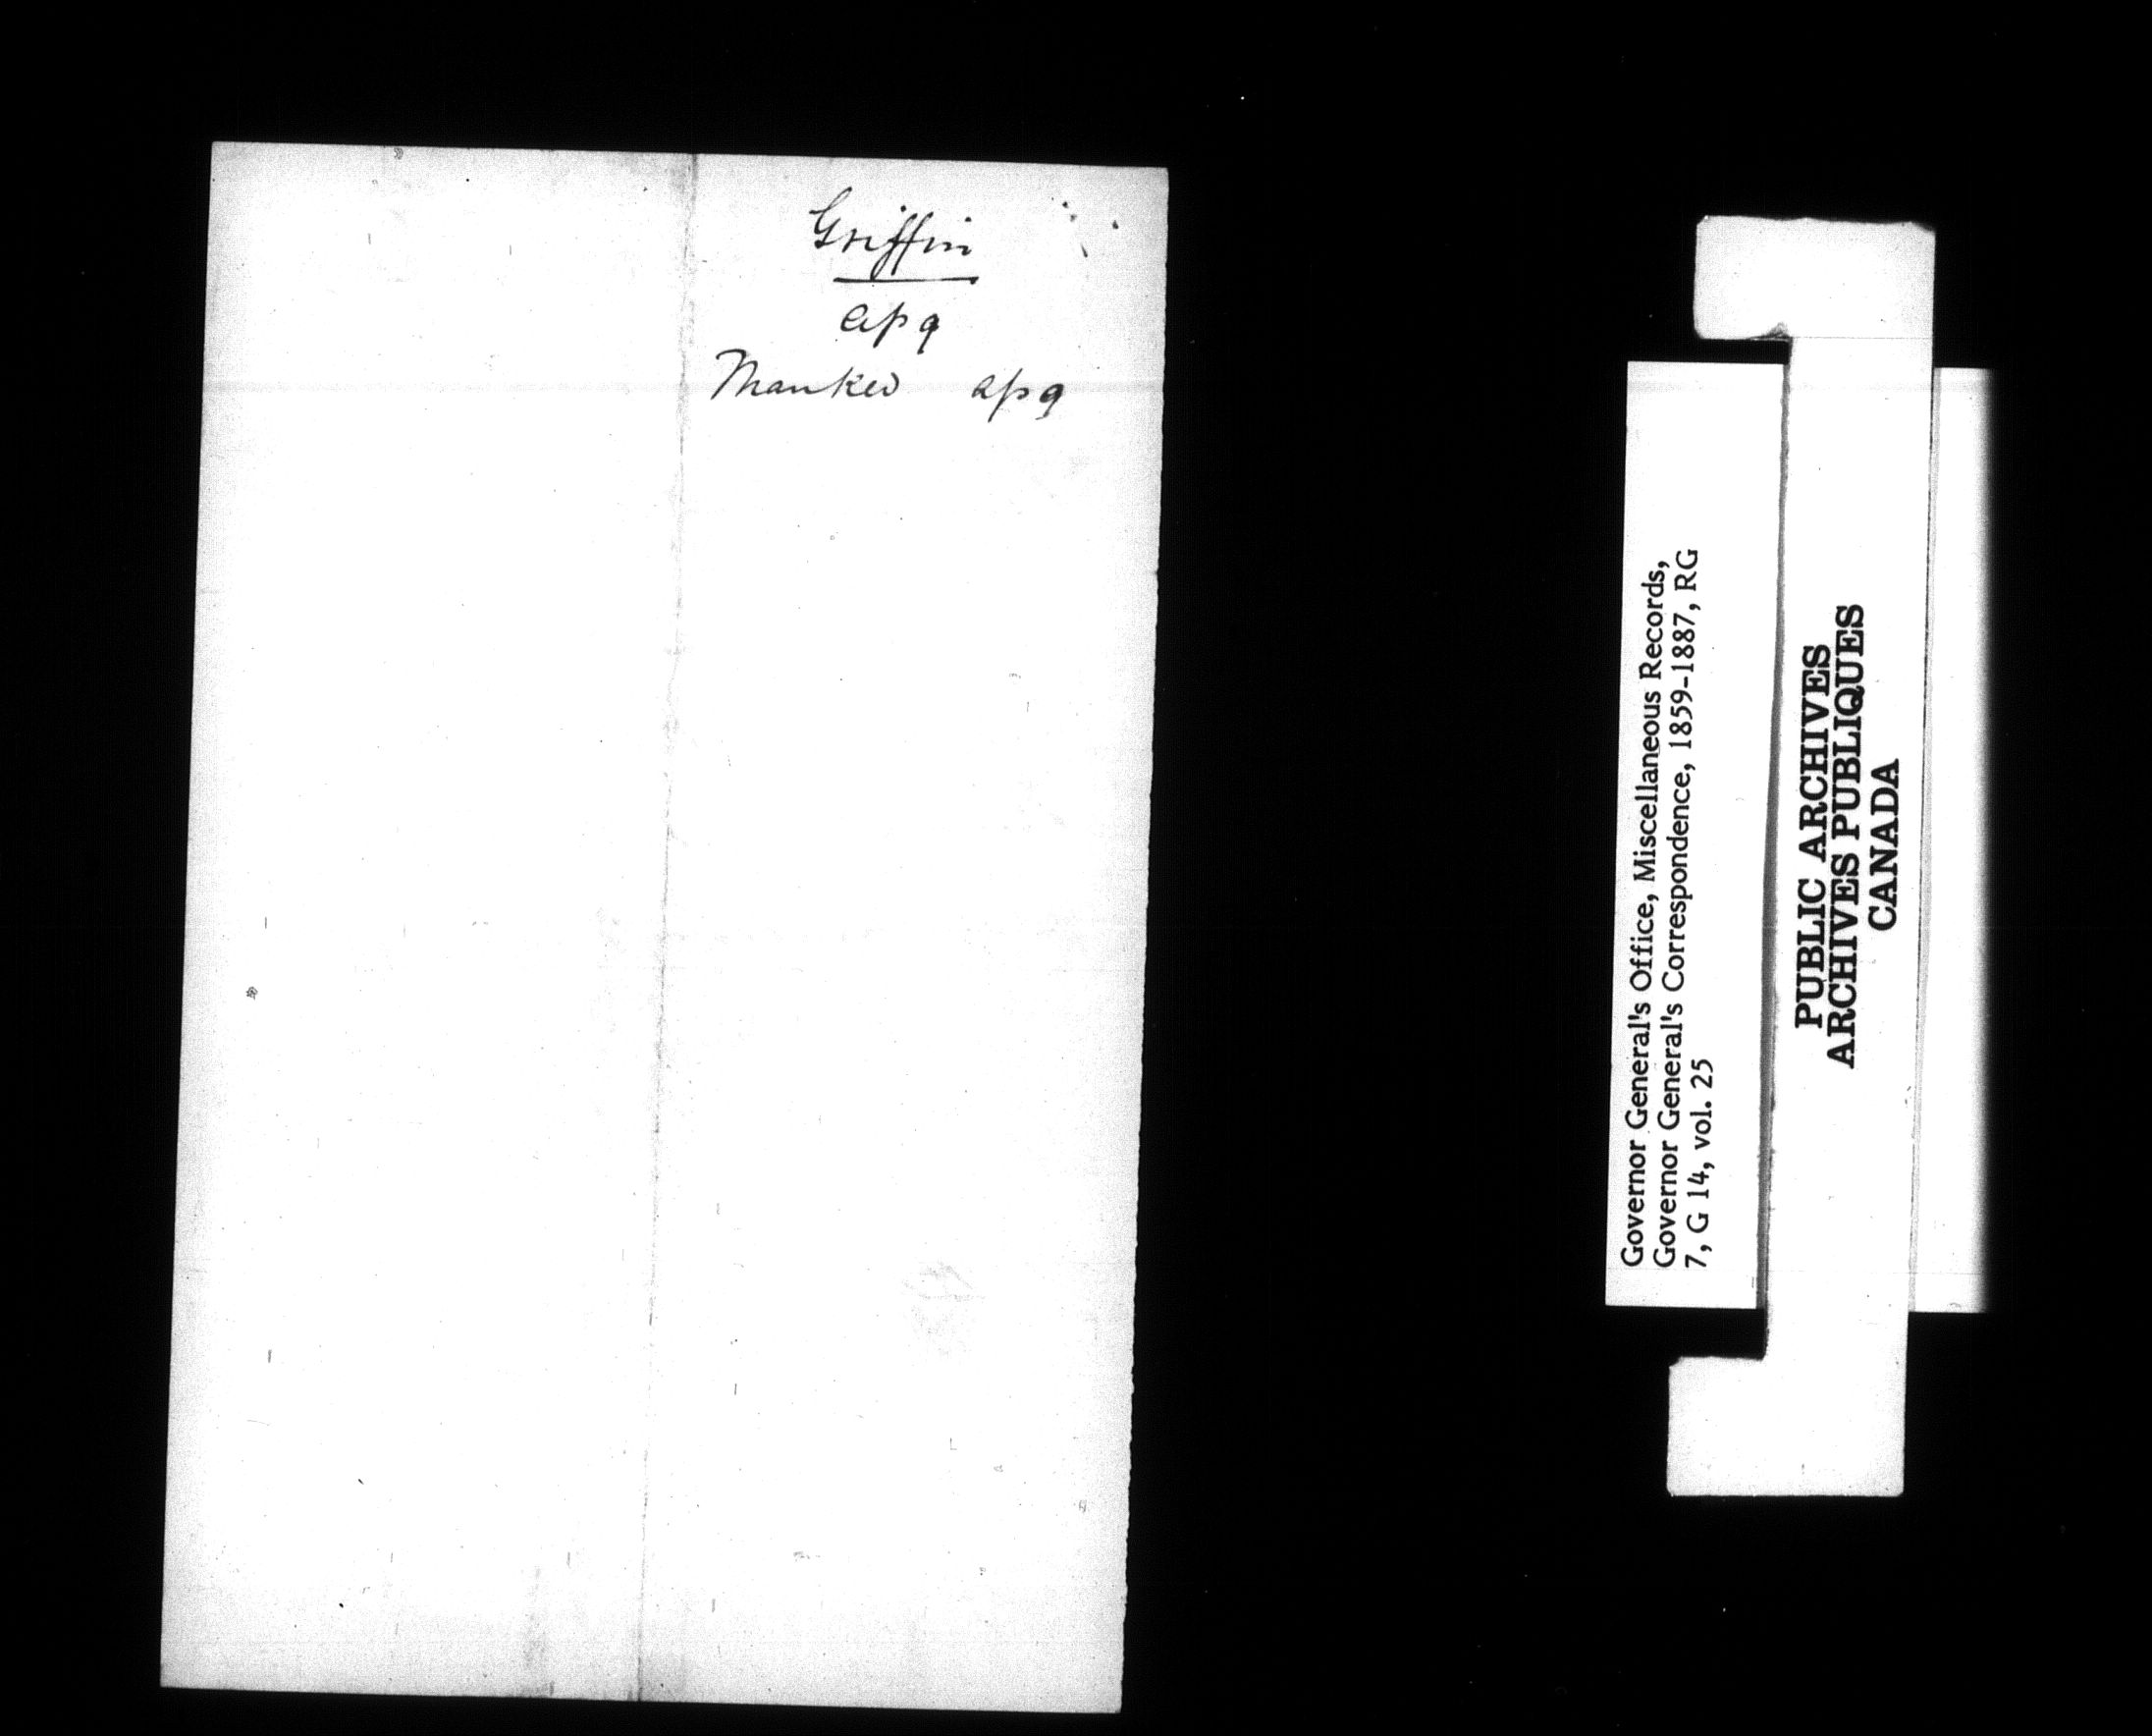 Griffin
ap 9
Thanked ap 9
Governor General's Office, Miscellaneous Records,
Governor General's Correspondence, 1859-1887, RG
7, G 14, vol. 25
PUBLIC ARCHIVES
ARCHIVES PUBLIQUES
CANADA